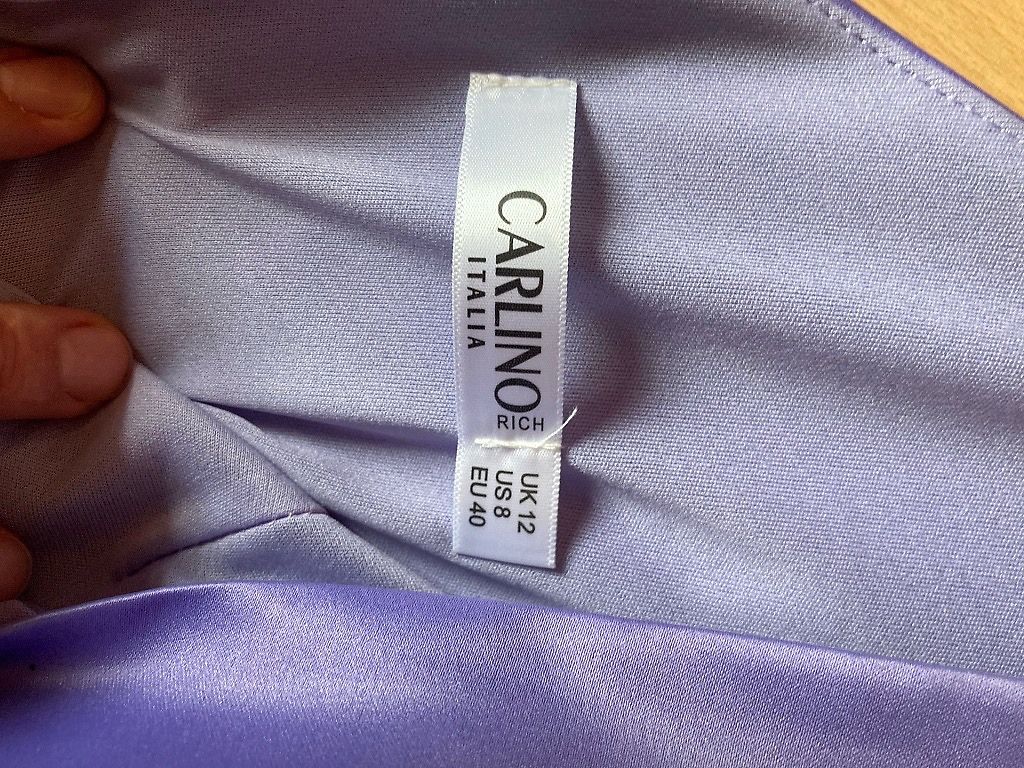 CARLINO
RICH
ITALIA
UK 12
US 8
EU 40